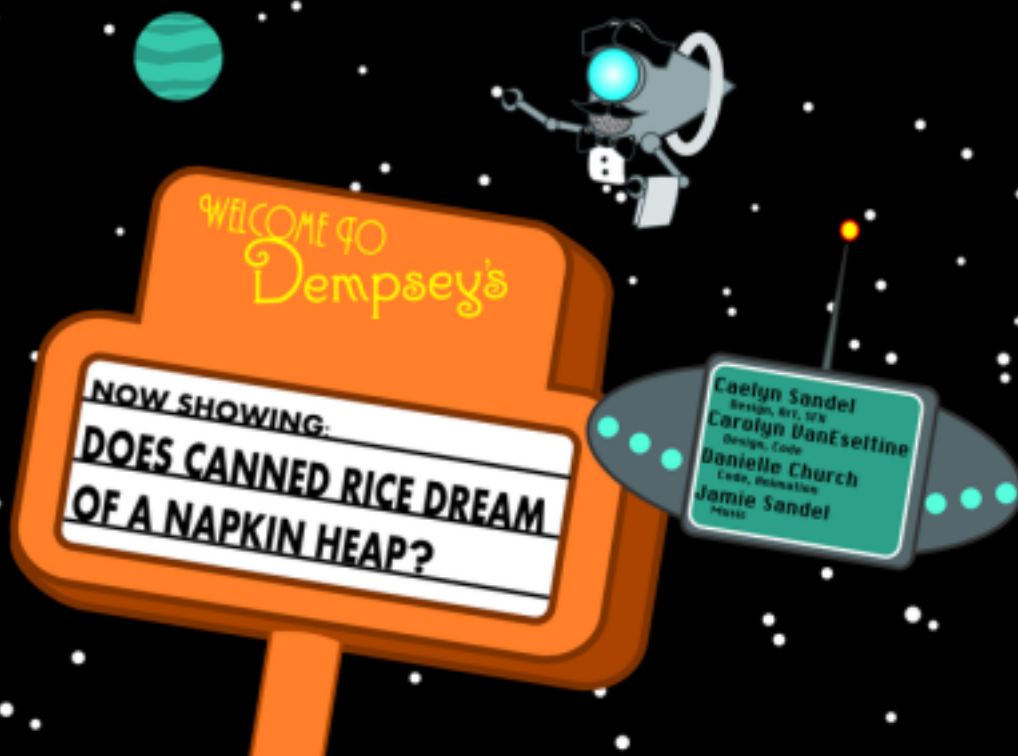 WELCOME TO
Dempsey's
NOW SHOWING:
DOES CANNED RICE DREAM
OF A NAPKIN HEAP?
Caelyn Sandel
Design, Art, SFX
Carolyn VanEseltine
Design, Code
Danielle Church
Code, Animation
Jamie Sandel
Music